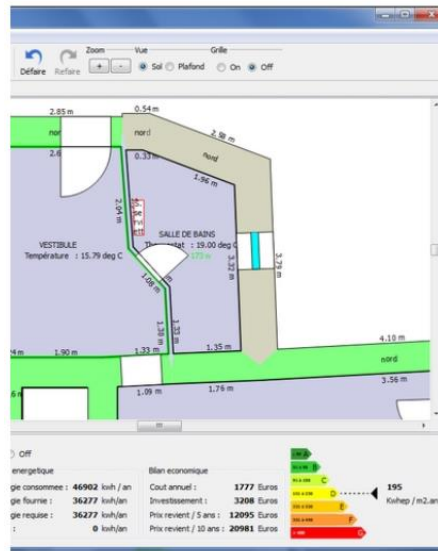 Zoom
Vue
Grille
+ -
Sol Plafond
On Off
Défaire
Refaire
2.85 m
0.54 m
2.98 m
nord
nord
nord
2.6
0.33 m
1.96 m
2.04 m
SALLE DE BAINS
Thermostat : 19.00 deg C
VESTIBULE
Température : 15.79 deg C
1.08 m
3.32 m
3.79 m
1.30 m
1.33 m
1.90 m
1.33 m
1.35 m
4.10 m
nord
1.09 m
1.76 m
3.56 m
Off
energetique
Bilan economique
gie consommee : 46902 kwh / an
Cout annuel : 1777 Euros
gie fournie : 36277 kwh/an
Investissement : 3208 Euros
gie requise : 36277 kwh/an
Prix revient / 5 ans : 12095 Euros
: 0 kwh/an
Prix revient / 10 ans : 20981 Euros
A
B
C
D
E
F
G
195
Kwhep / m2.an